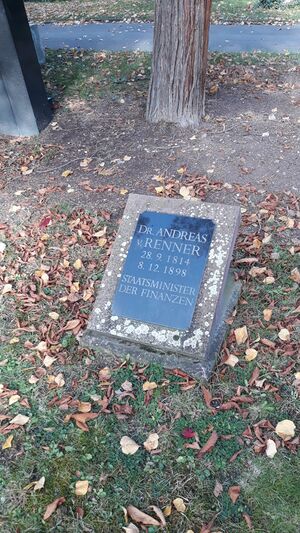 DR. ANDREAS
v. RENNER
28.9.1814
8.12.1898
STAATSMINISTER
DER FINANZEN